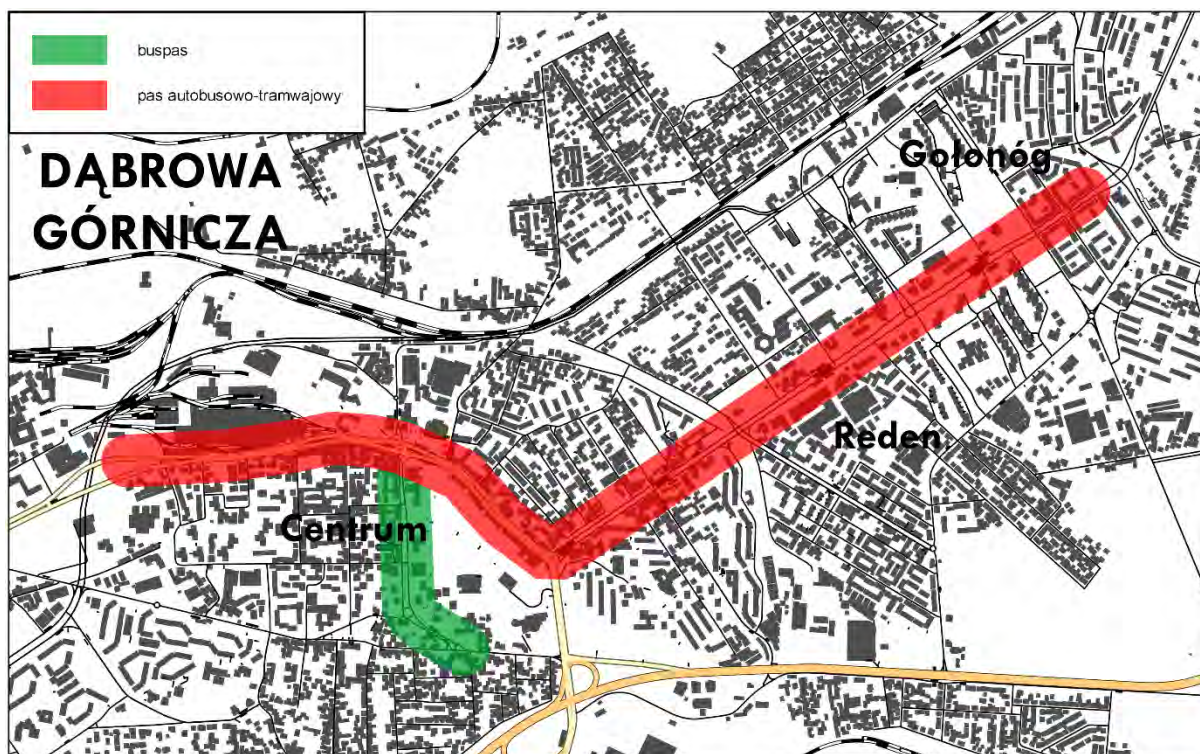 buspas
pas autobusowo-tramwajowy
DĄBROWA
GÓRNICZA
Gołonóg
Reden
Centrum